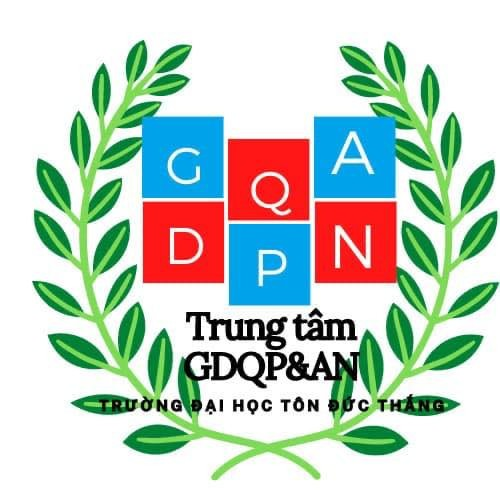 G Q A
D P N
Trung tâm
GDQP&AN
TRƯỜNG ĐẠI HỌC TÔN ĐỨC THẮNG